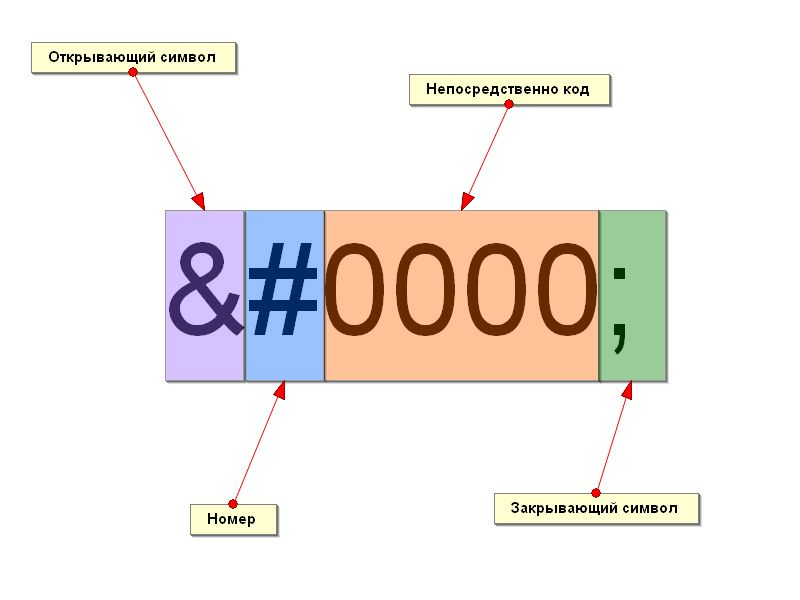 Открывающий символ
Непосредственно код
&#0000;
Номер
Закрывающий символ